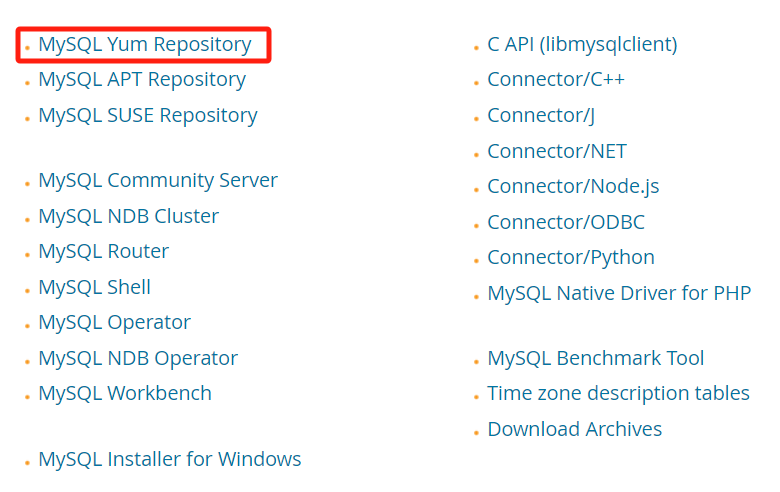 MySQL Yum Repository
MySQL APT Repository
MySQL SUSE Repository
MySQL Community Server
MySQL NDB Cluster
MySQL Router
MySQL Shell
MySQL Operator
MySQL NDB Operator
MySQL Workbench
MySQL Installer for Windows
C API (libmysqlclient)
Connector/C++
Connector/J
Connector/NET
Connector/Node.js
Connector/ODBC
Connector/Python
MySQL Native Driver for PHP
MySQL Benchmark Tool
Time zone description tables
Download Archives